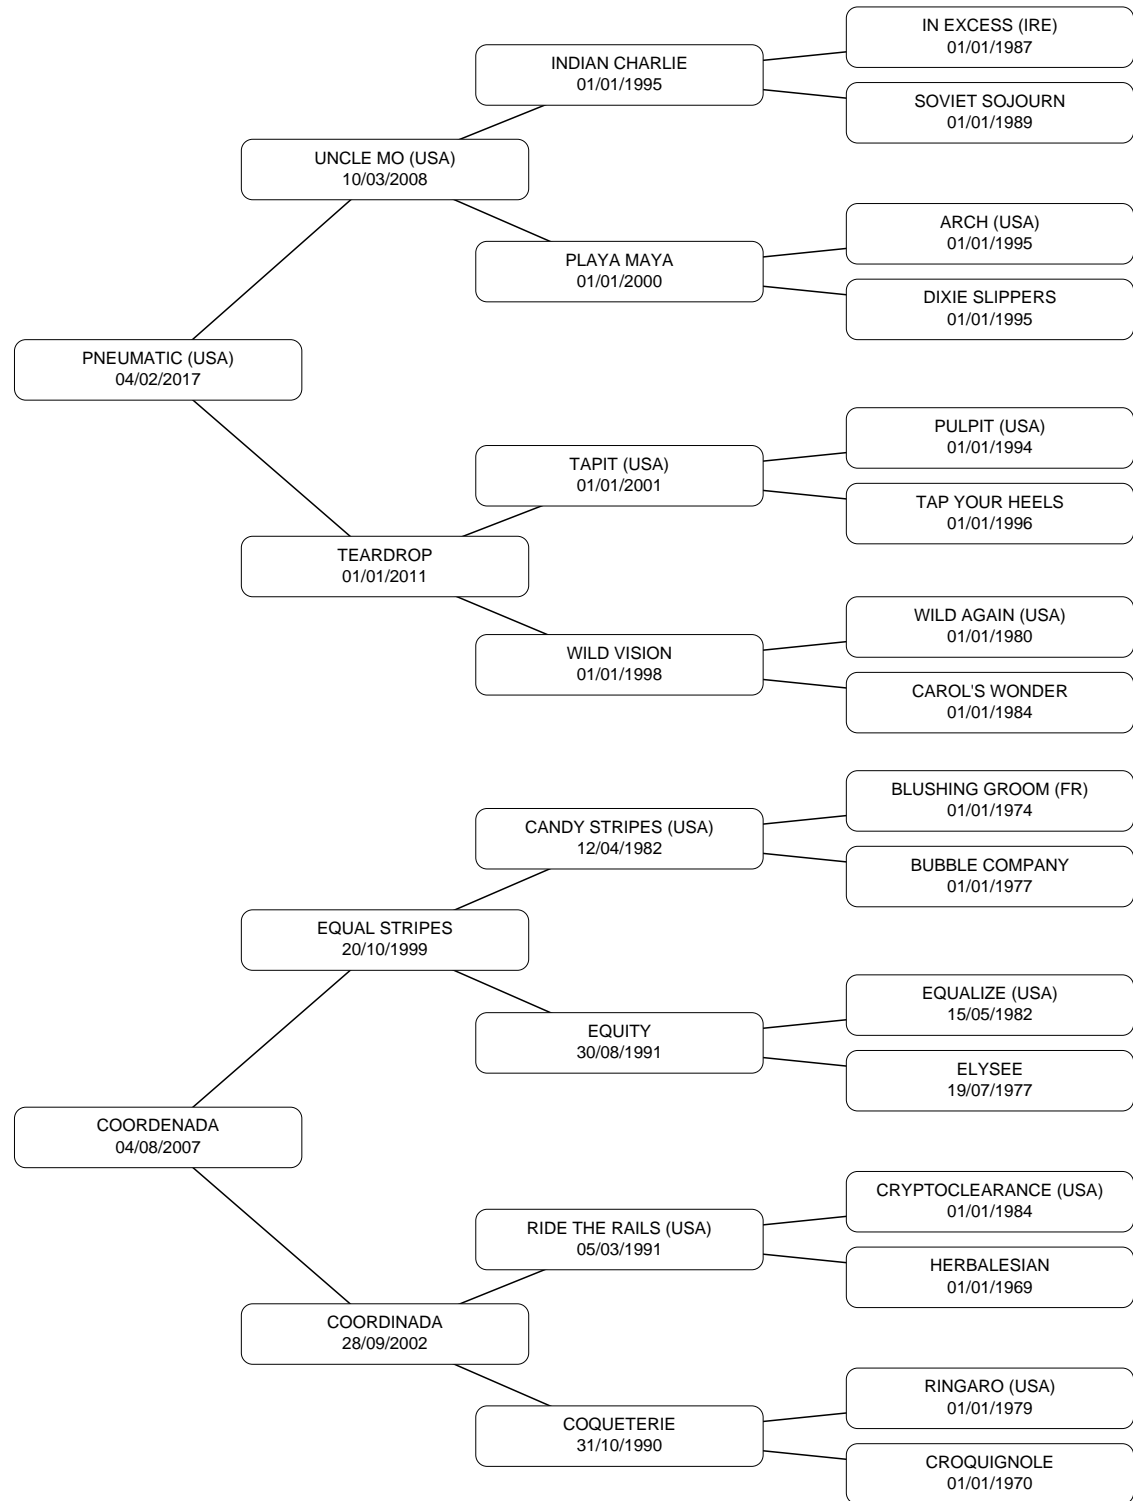 IN EXCESS (IRE)
01/01/1987
INDIAN CHARLIE
01/01/1995
SOVIET SOJOURN
01/01/1989
UNCLE MO (USA)
10/03/2008
ARCH (USA)
01/01/1995
PLAYA MAYA
01/01/2000
DIXIE SLIPPERS
01/01/1995
PNEUMATIC (USA)
04/02/2017
PULPIT (USA)
01/01/1994
TAPIT (USA)
01/01/2001
TAP YOUR HEELS
01/01/1996
TEARDROP
01/01/2011
WILD AGAIN (USA)
01/01/1980
WILD VISION
01/01/1998
CAROL'S WONDER
01/01/1984
BLUSHING GROOM (FR)
01/01/1974
CANDY STRIPES (USA)
12/04/1982
BUBBLE COMPANY
01/01/1977
EQUAL STRIPES
20/10/1999
EQUALIZE (USA)
15/05/1982
EQUITY
30/08/1991
ELYSEE
19/07/1977
COORDENADA
04/08/2007
CRYPTOCLEARANCE (USA)
01/01/1984
RIDE THE RAILS (USA)
05/03/1991
HERBALESIAN
01/01/1969
COORDINADA
28/09/2002
RINGARO (USA)
01/01/1979
COQUETERIE
31/10/1990
CROQUIGNOLE
01/01/1970